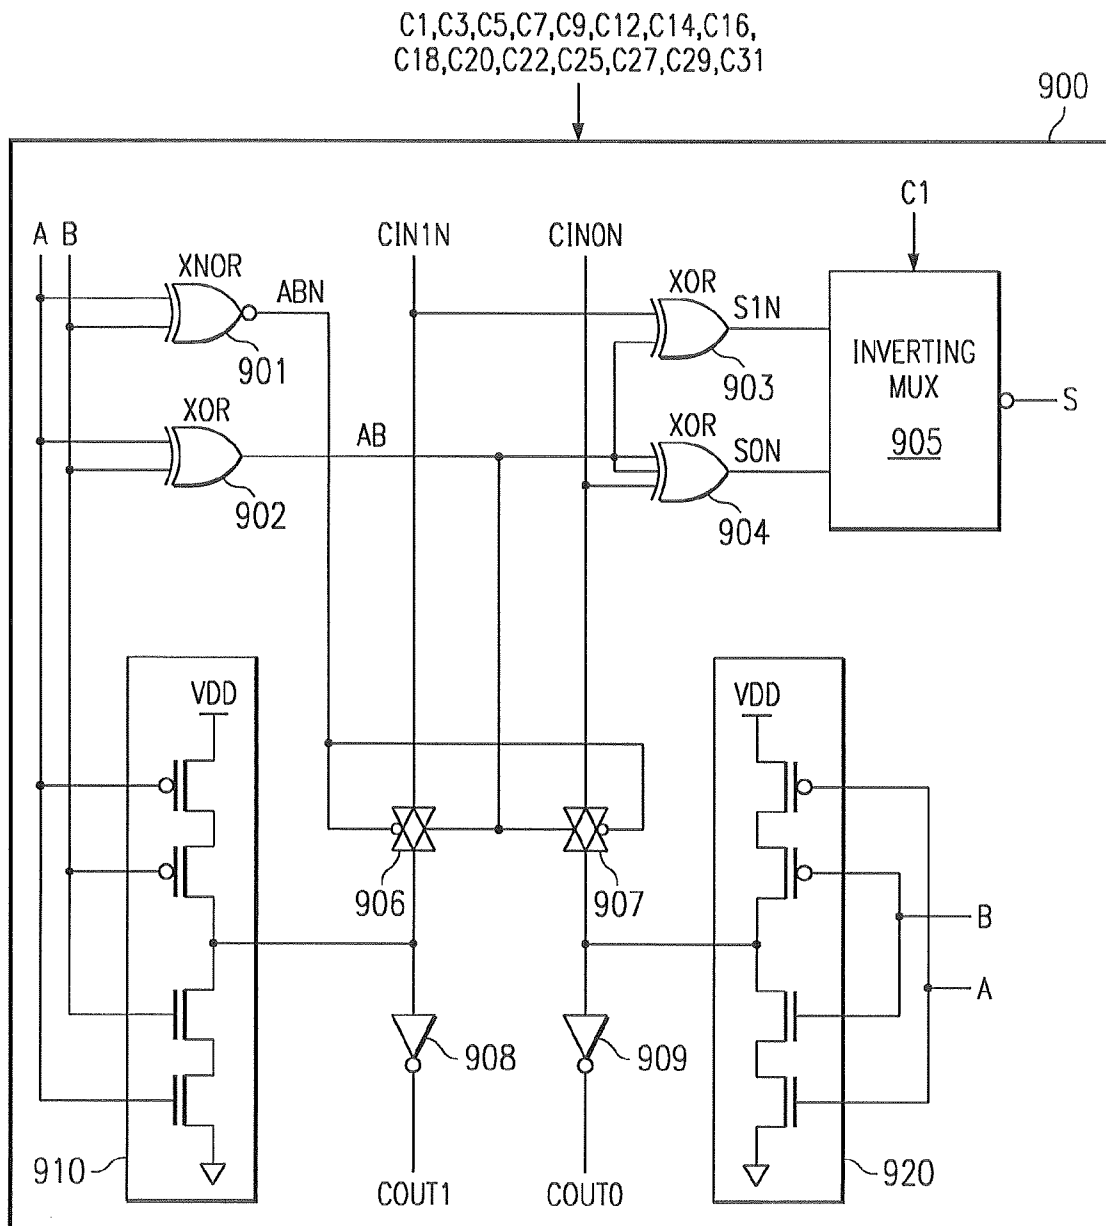 C1,C3,C5,C7,C9,C12,C14,C16,
C18,C20,C22,C25,C27,C29,C31
900
A B
CIN1N
CIN0N
C1
XNOR
ABN
901
XOR
AB
902
XOR
S1N
903
XOR
S0N
904
INVERTING
MUX
905
S
VDD
VDD
906
907
B
A
908
909
910
920
COUT1
COUT0